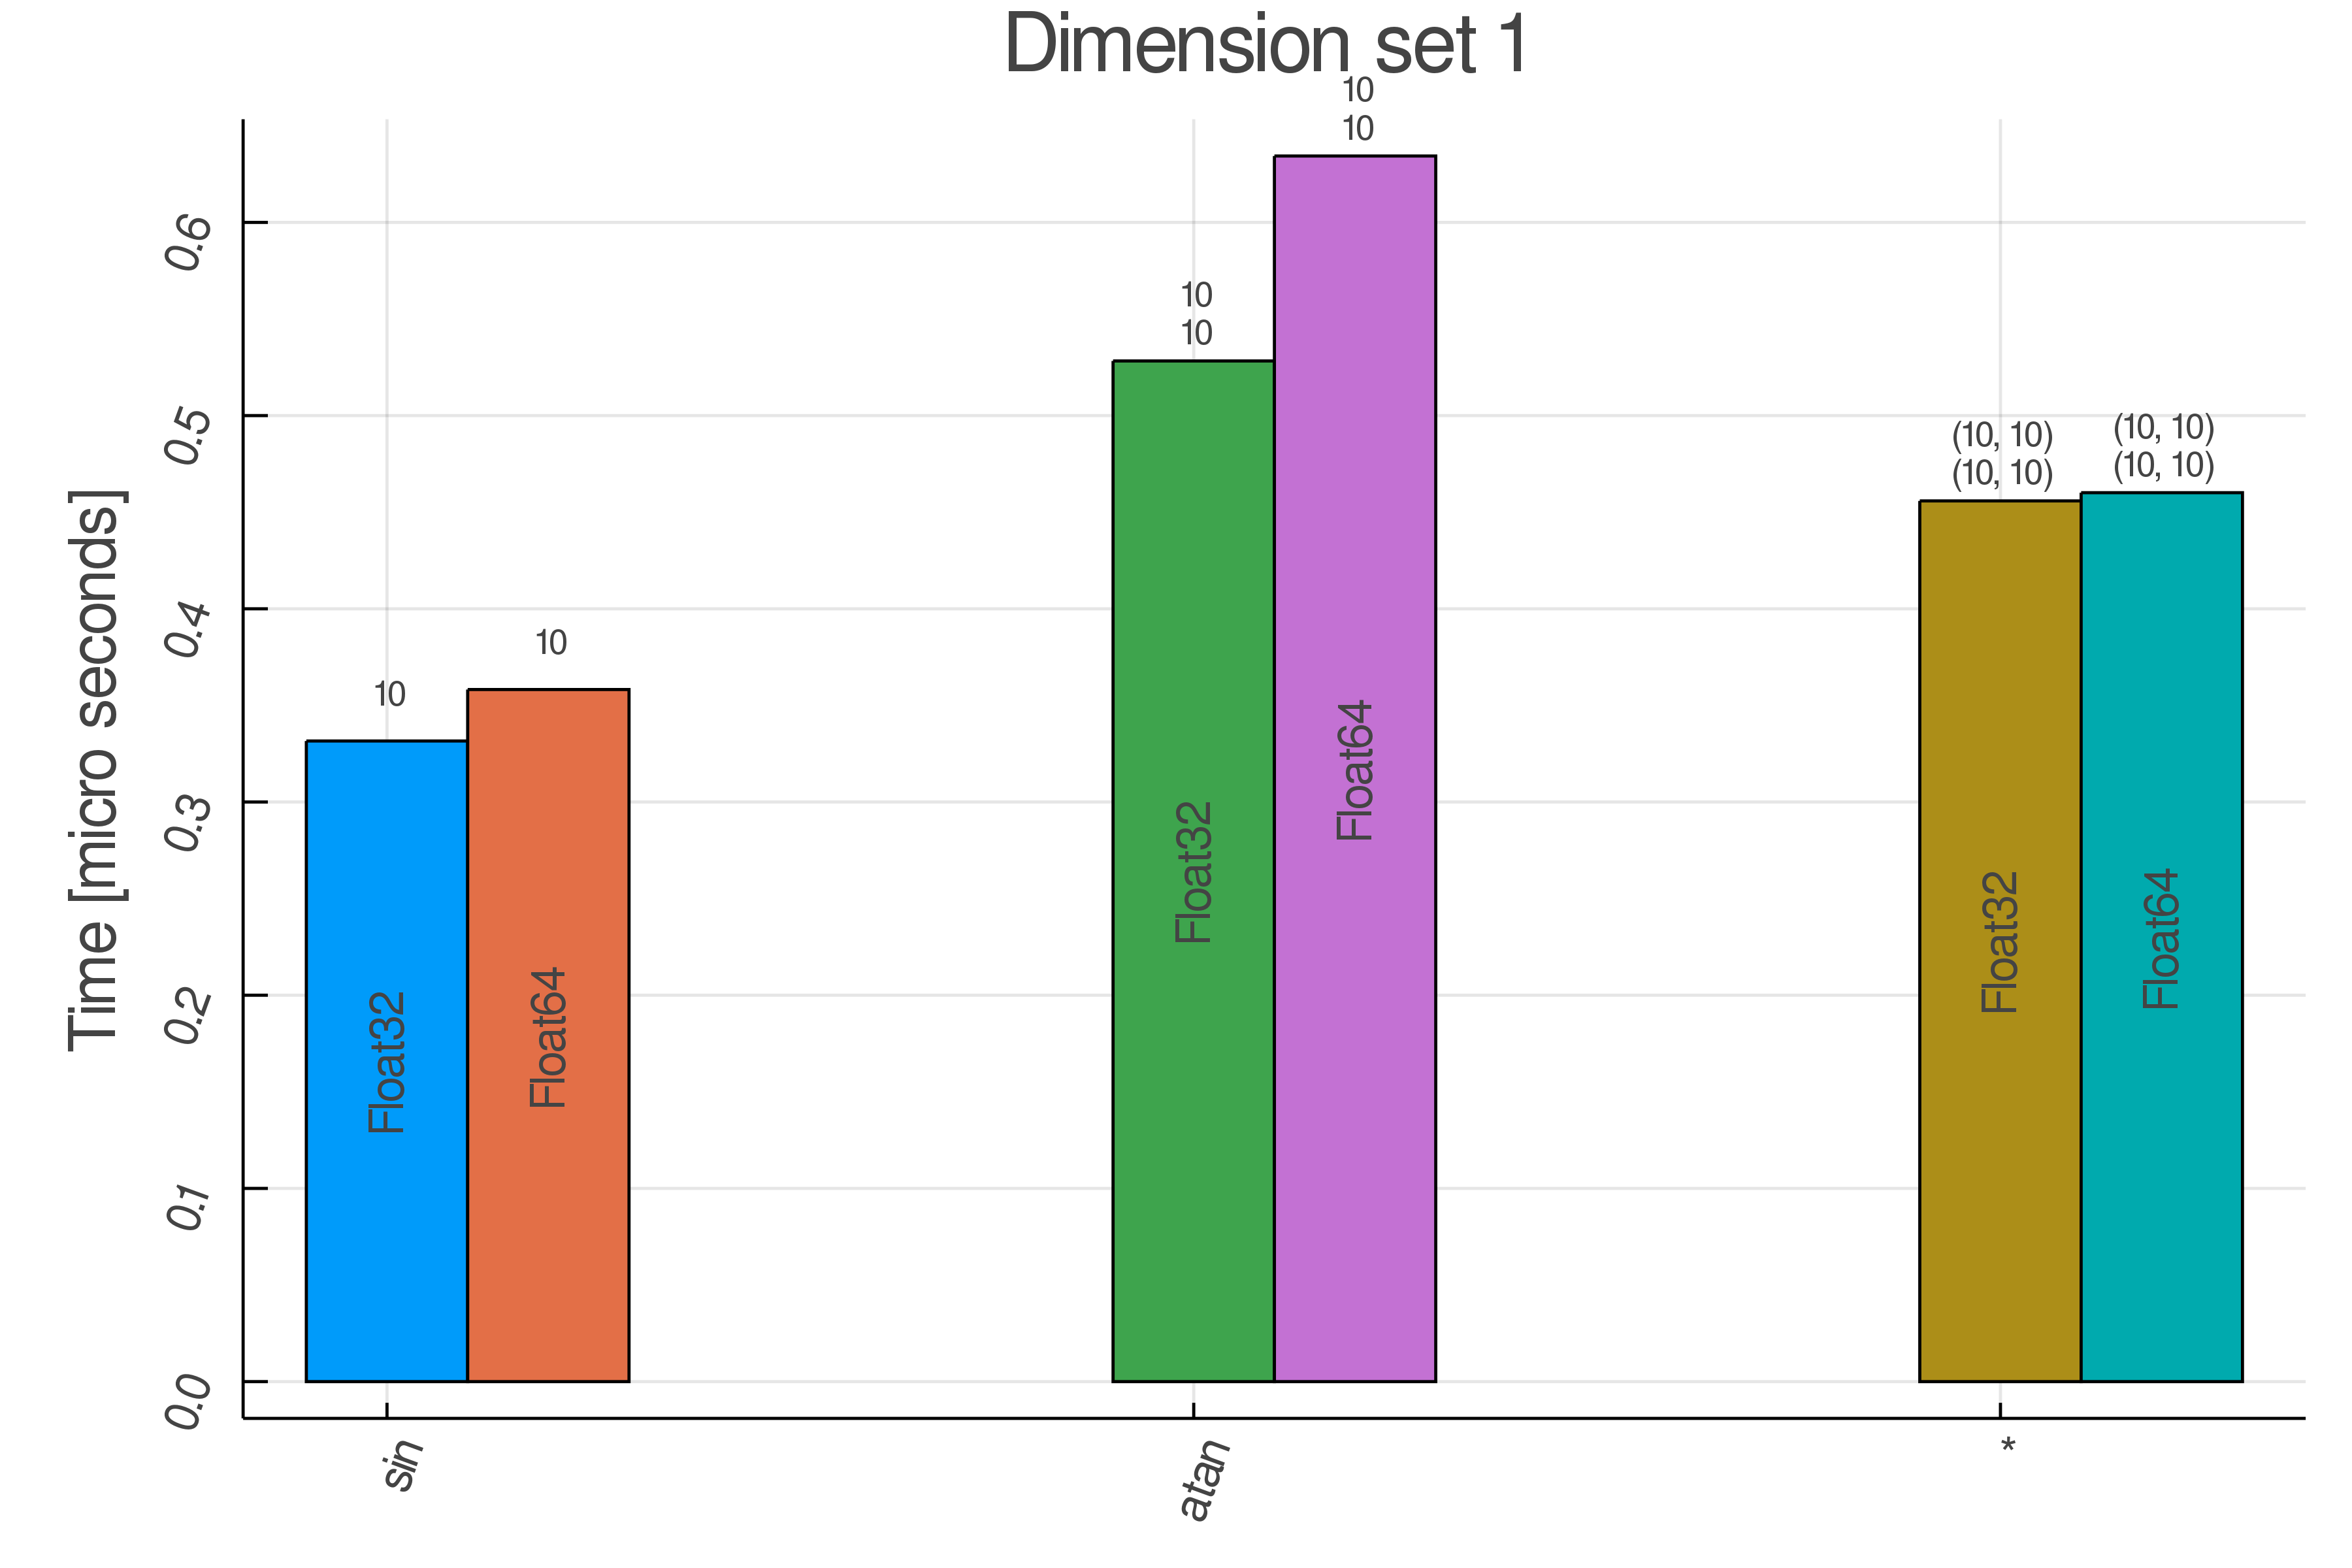 Dimension set 1
Time [micro seconds]
0.6
0.5
0.4
0.3
0.2
0.1
0.0
10
10
10
10
10
10
(10, 10)
(10, 10)
(10, 10)
(10, 10)
Float32
Float64
Float32
Float64
Float32
Float64
sin
atan
*